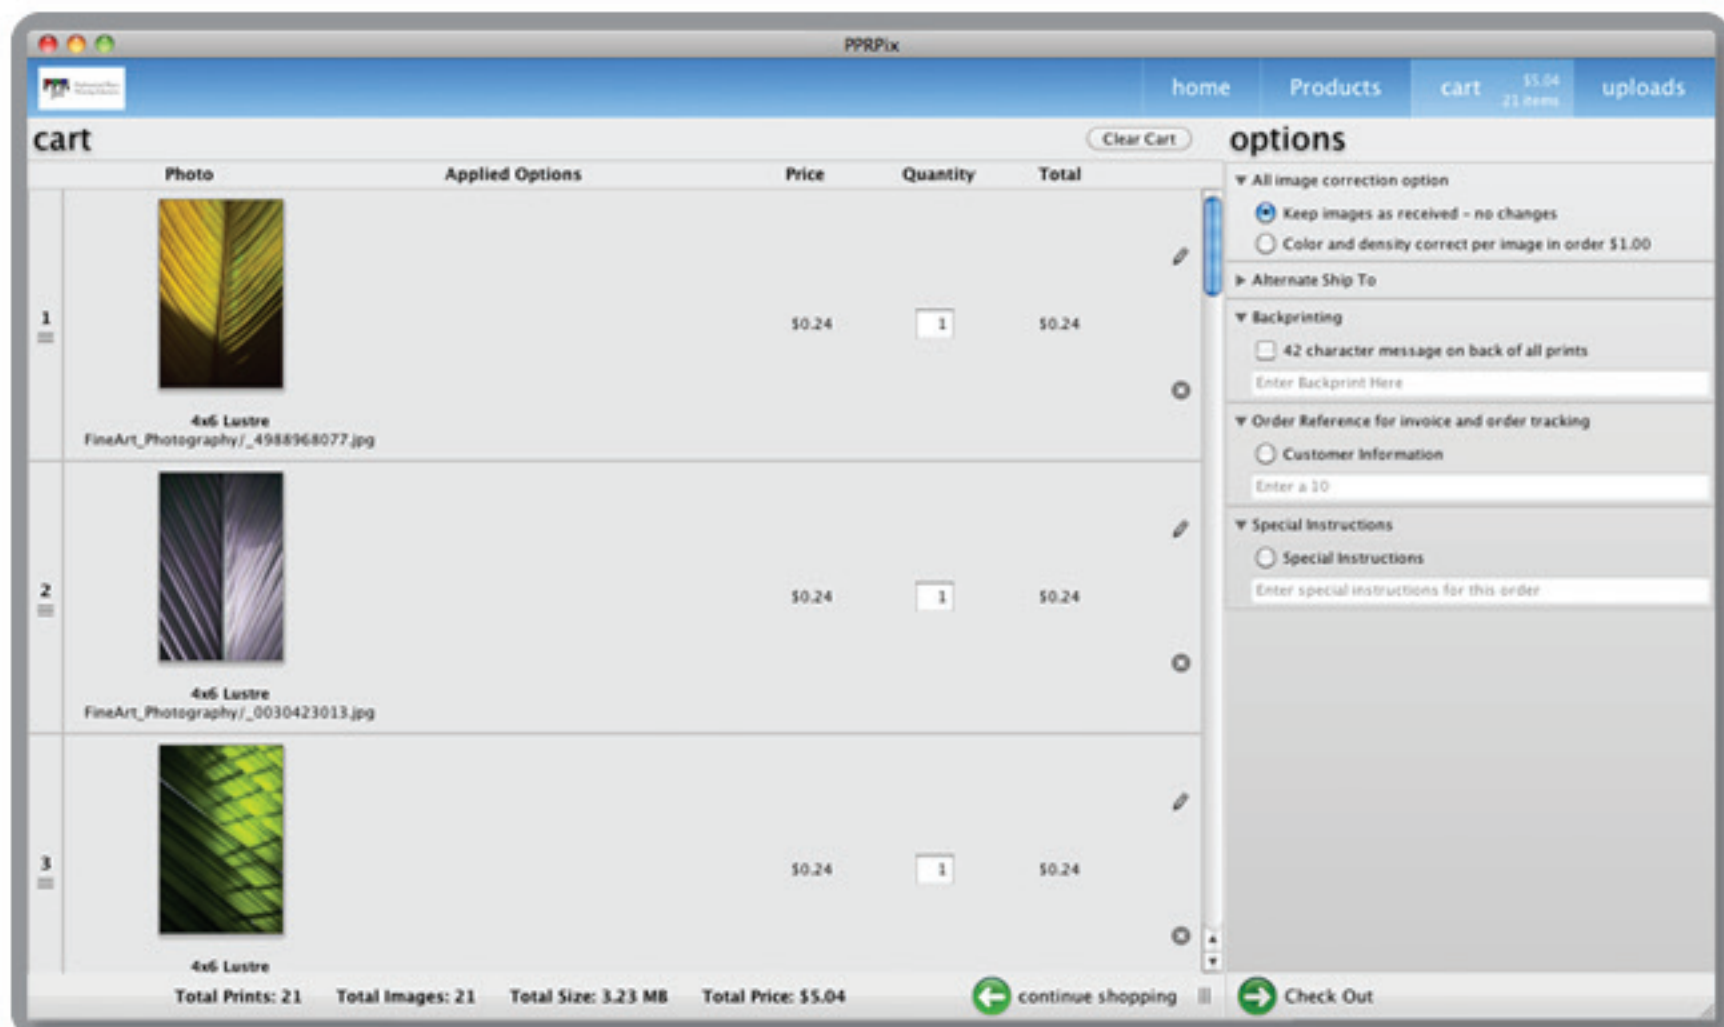 PPRPix
home
Products
cart
$5.04
21 items
uploads
cart
Clear Cart
options
Photo
Applied Options
Price
Quantity
Total
1
4x6 Lustre
FineArt_Photography/_4988968077.jpg
$0.24
1
$0.24
2
4x6 Lustre
FineArt_Photography/_0030423013.jpg
$0.24
1
$0.24
3
4x6 Lustre
$0.24
1
$0.24
All image correction option
Keep images as received – no changes
Color and density correct per image in order $1.00
Alternate Ship To
Backprinting
42 character message on back of all prints
Enter Backprint Here
Order Reference for invoice and order tracking
Customer Information
Enter a 10
Special Instructions
Special Instructions
Enter special instructions for this order
Total Prints: 21
Total Images: 21
Total Size: 3.23 MB
Total Price: $5.04
continue shopping
Check Out